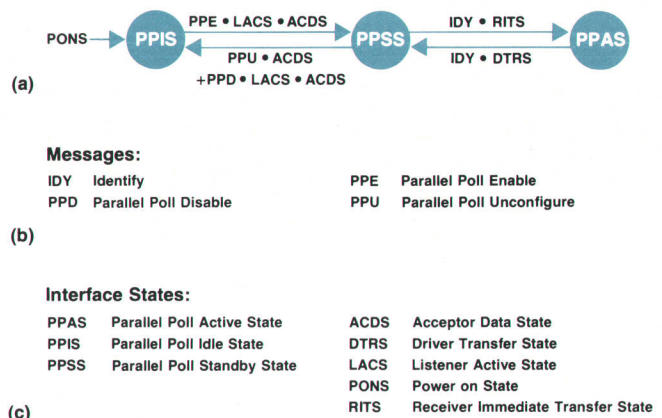 PPE • LACS • ACDS
IDY • RITS
PONS
PPIS
PPSS
PPAS
PPU • ACDS
IDY • DTRS
+PPD • LACS • ACDS
(a)
Messages:
IDY Identify
PPE Parallel Poll Enable
PPD Parallel Poll Disable
PPU Parallel Poll Unconfigure
(b)
Interface States:
PPAS Parallel Poll Active State
ACDS Acceptor Data State
PPIS Parallel Poll Idle State
DTRS Driver Transfer State
PPSS Parallel Poll Standby State
LACS Listener Active State
PONS Power on State
RITS Receiver Immediate Transfer State
(c)